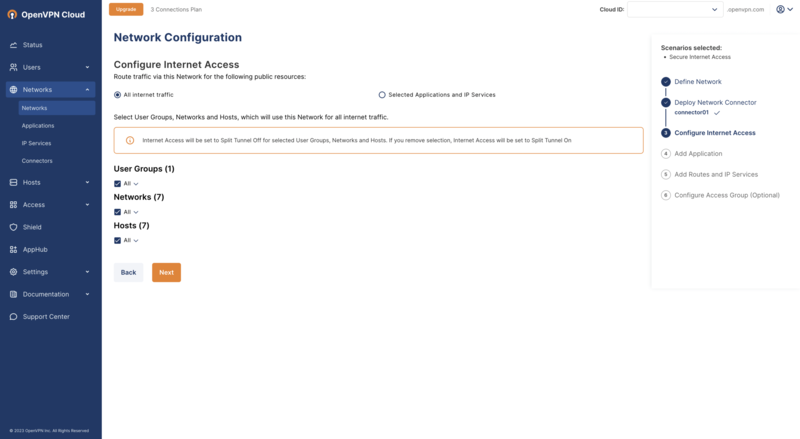 OpenVPN Cloud
Upgrade
3 Connections Plan
Cloud ID:
.openvpn.com
Status
Users
Networks
Networks
Applications
IP Services
Connectors
Hosts
Access
Shield
AppHub
Settings
Documentation
Support Center
© 2023 OpenVPN Inc. All Rights Reserved
Network Configuration
Configure Internet Access
Route traffic via this Network for the following public resources:
All internet traffic
Selected Applications and IP Services
Select User Groups, Networks and Hosts, which will use this Network for all internet traffic.
Internet Access will be set to Split Tunnel Off for selected User Groups, Networks and Hosts. If you remove selection, Internet Access will be set to Split Tunnel On
User Groups (1)
All
Networks (7)
All
Hosts (7)
All
Back
Next
Scenarios selected:
• Secure Internet Access
Define Network
Deploy Network Connector
connector01
3 Configure Internet Access
4 Add Application
5 Add Routes and IP Services
6 Configure Access Group (Optional)